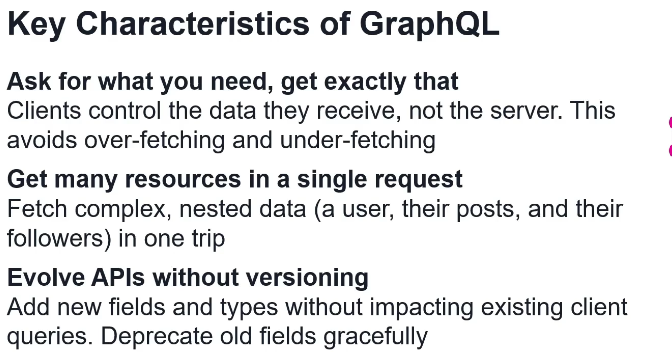 Key Characteristics of GraphQL
Ask for what you need, get exactly that
Clients control the data they receive, not the server. This
avoids over-fetching and under-fetching
Get many resources in a single request
Fetch complex, nested data (a user, their posts, and their
followers) in one trip
Evolve APIs without versioning
Add new fields and types without impacting existing client
queries. Deprecate old fields gracefully